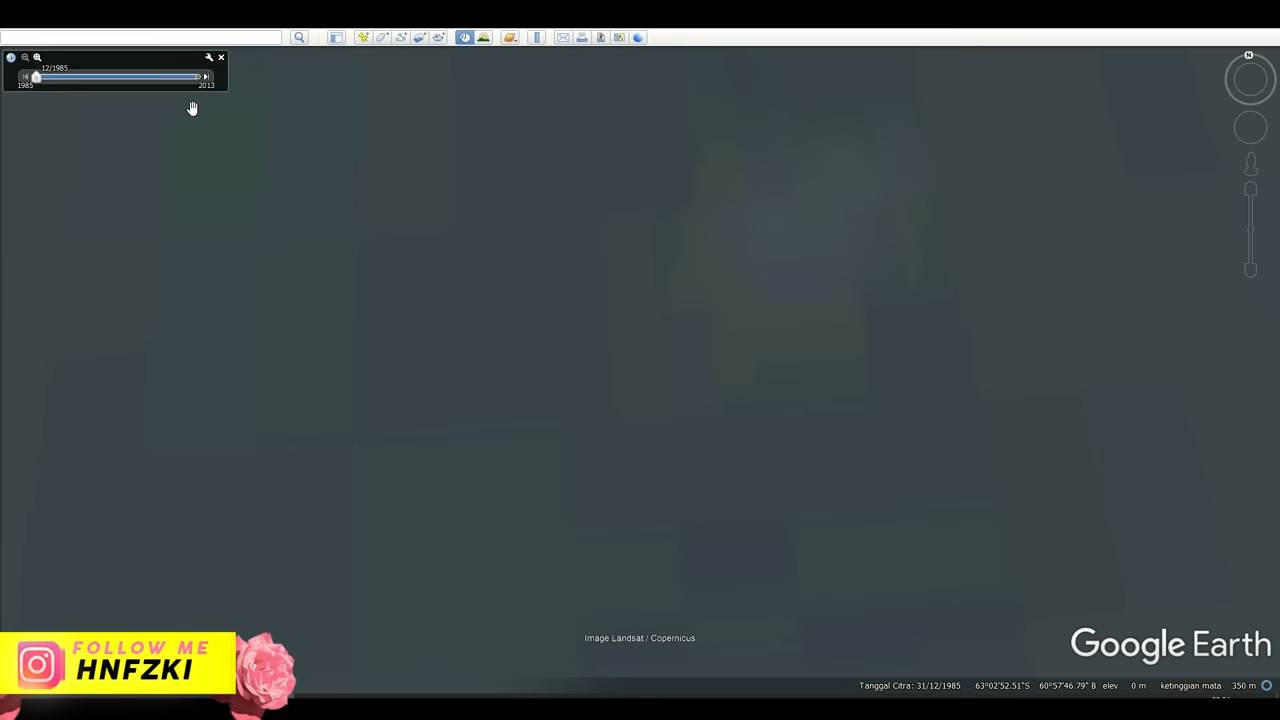 12/1985
1985 2013
N
Image Landsat / Copernicus
Google Earth
FOLLOW ME
HNFZKI
Tanggal Citra: 31/12/1985 63°02'52.51"S 60°57'46.79" B elev 0 m ketinggian mata 350 m